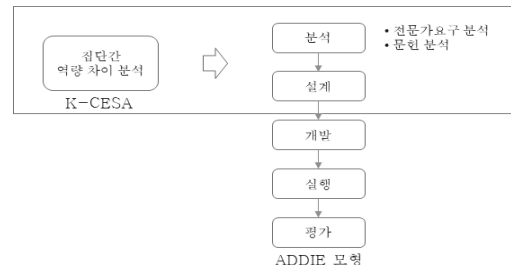 집단간
역량 차이 분석
K-CESA
분석
• 전문가요구 분석
• 문헌 분석
설계
개발
실행
평가
ADDIE 모형